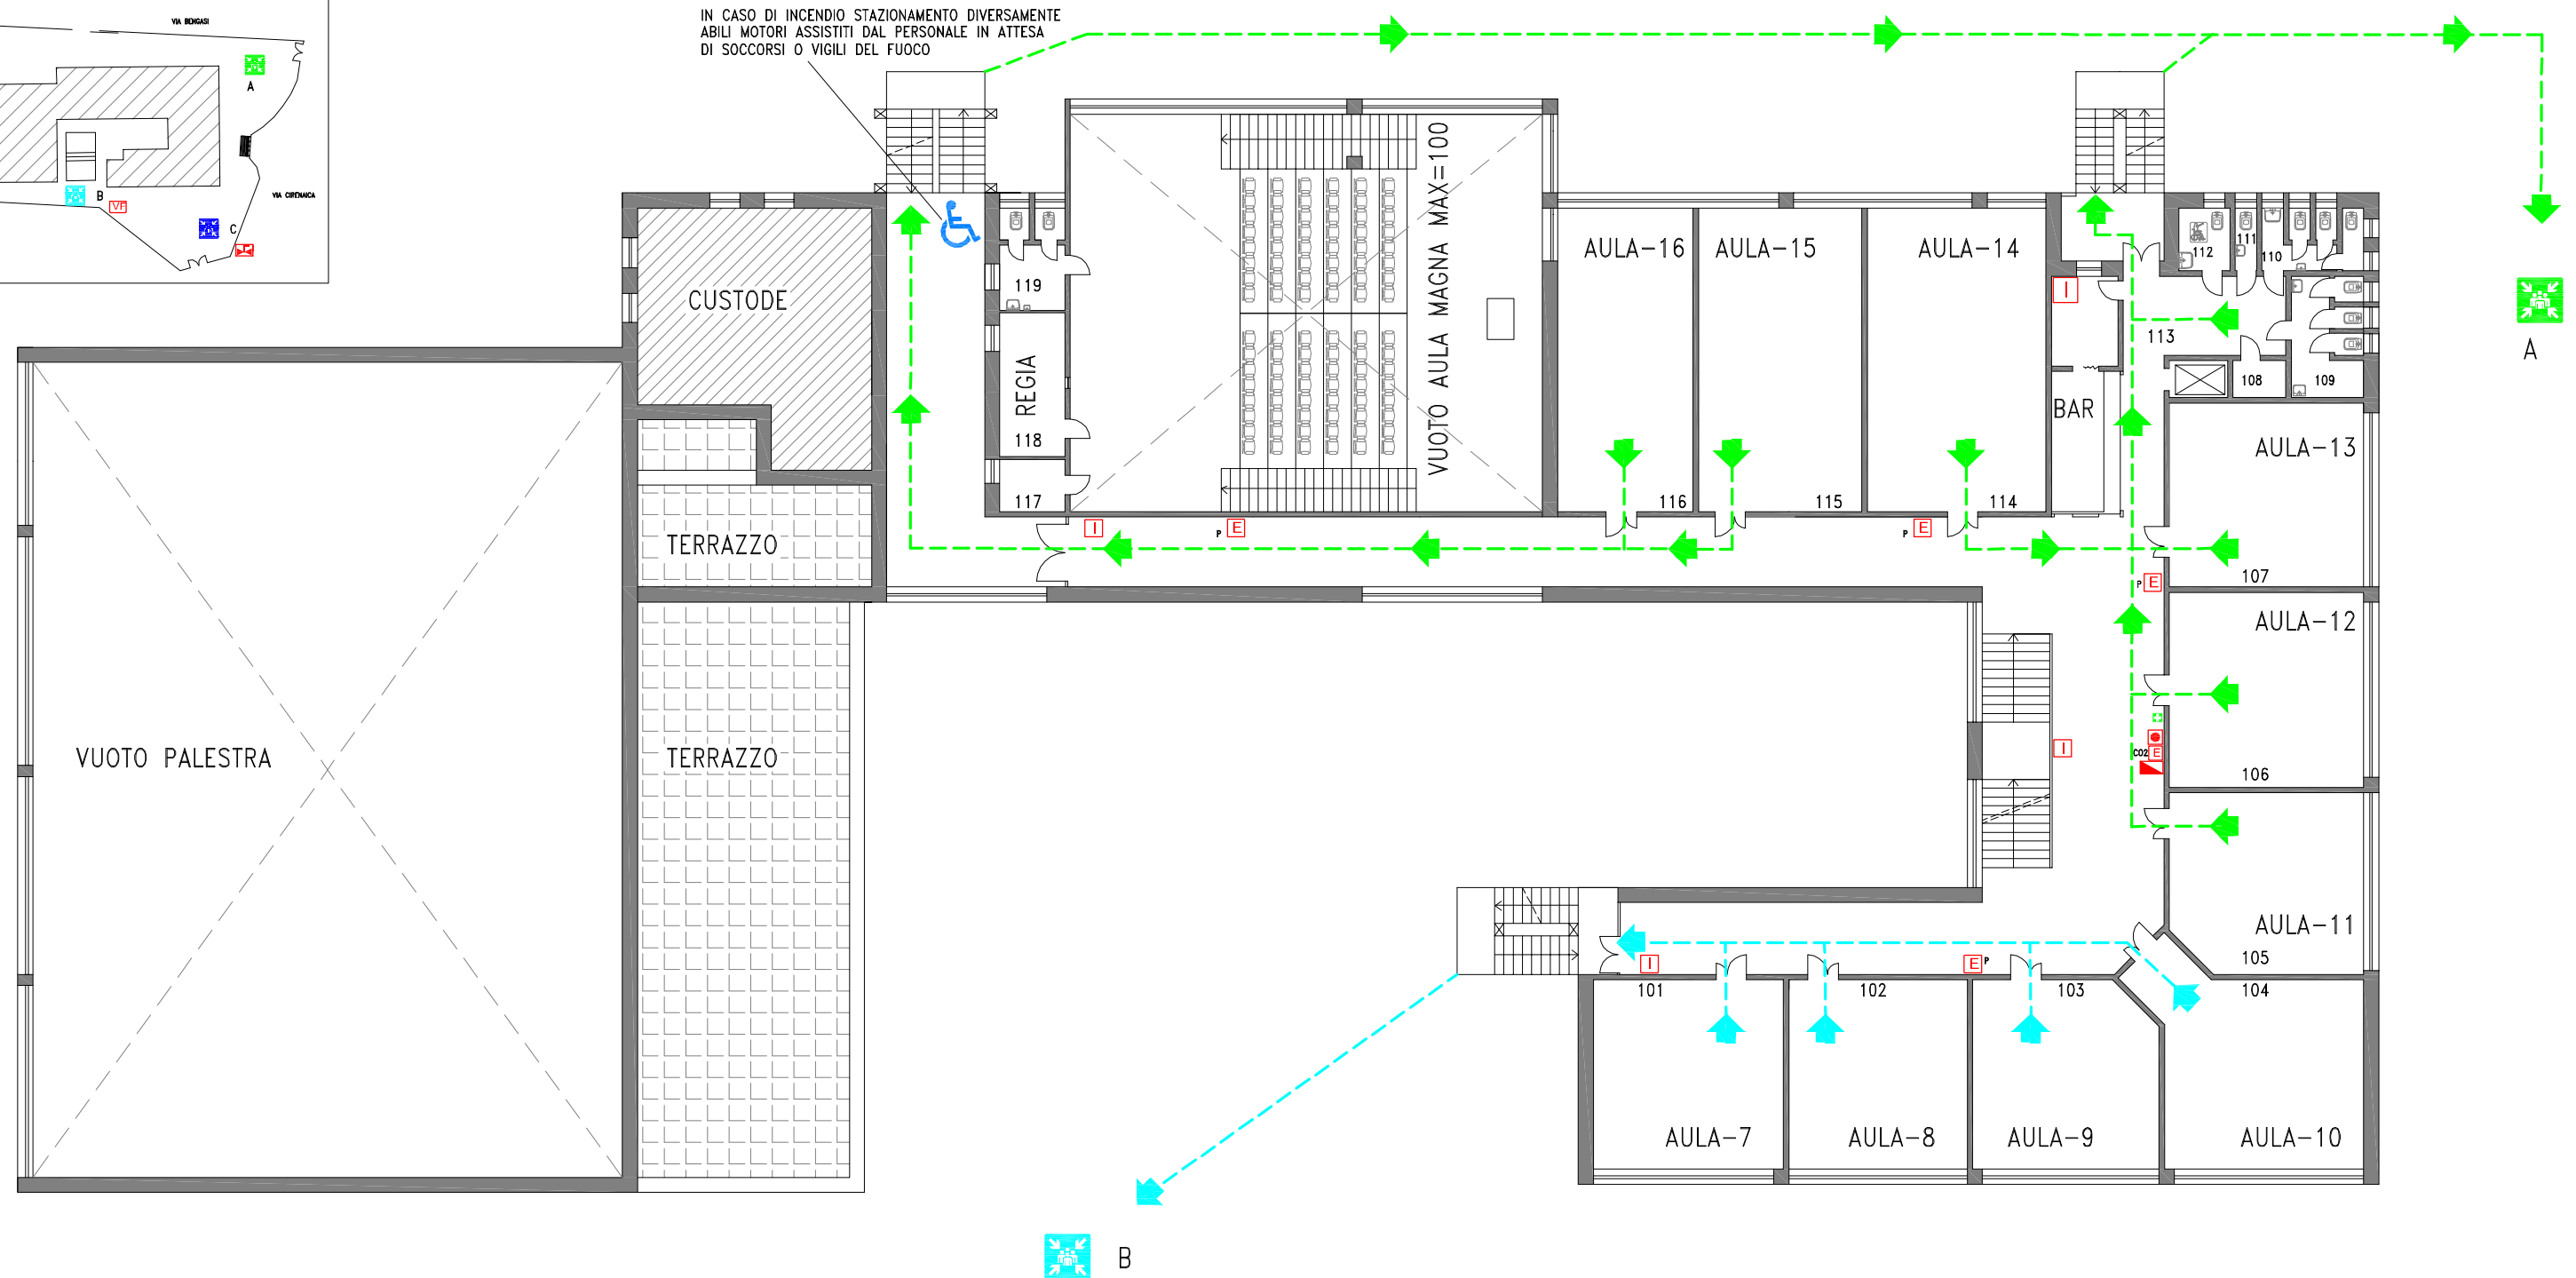 VIA BENGASI
A
B
VF
C
VIA CIRENAICA
IN CASO DI INCENDIO STAZIONAMENTO DIVERSAMENTE
ABILI MOTORI ASSISTITI DAL PERSONALE IN ATTESA
DI SOCCORSI O VIGILI DEL FUOCO
CUSTODE
119
REGIA
118
117
VUOTO AULA MAGNA MAX=100
AULA-16
AULA-15
AULA-14
116
115
114
112
111
110
I
113
108
109
BAR
A
AULA-13
107
TERRAZZO
I
P E
P E
P E
AULA-12
106
VUOTO PALESTRA
TERRAZZO
I
CO2 E
AULA-11
105
I
E P
101
102
103
104
AULA-7
AULA-8
AULA-9
AULA-10
B